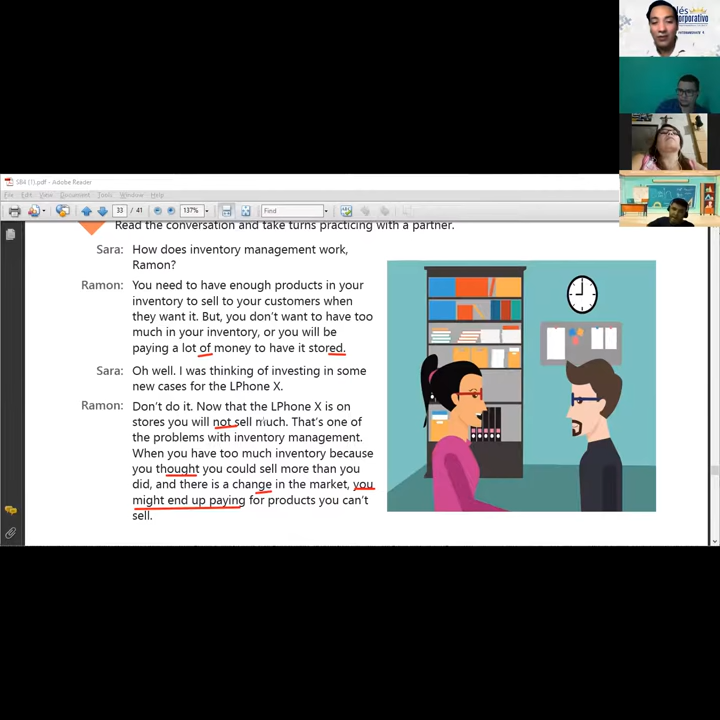 lés
corporativo
INTERMEDIATE 4
SB4 (1).pdf - Adobe Reader
File Edit View Document Tools Window Help
33 / 41 137% Find
Read the conversation and take turns practicing with a partner.
Sara: How does inventory management work,
Ramon?
Ramon: You need to have enough products in your
inventory to sell to your customers when
they want it. But, you don't want to have too
much in your inventory, or you will be
paying a lot of money to have it stored.
Sara: Oh well. I was thinking of investing in some
new cases for the LPhone X.
Ramon: Don't do it. Now that the LPhone X is on
stores you will not sell much. That's one of
the problems with inventory management.
When you have too much inventory because
you thought you could sell more than you
did, and there is a change in the market, you
might end up paying for products you can't
sell.